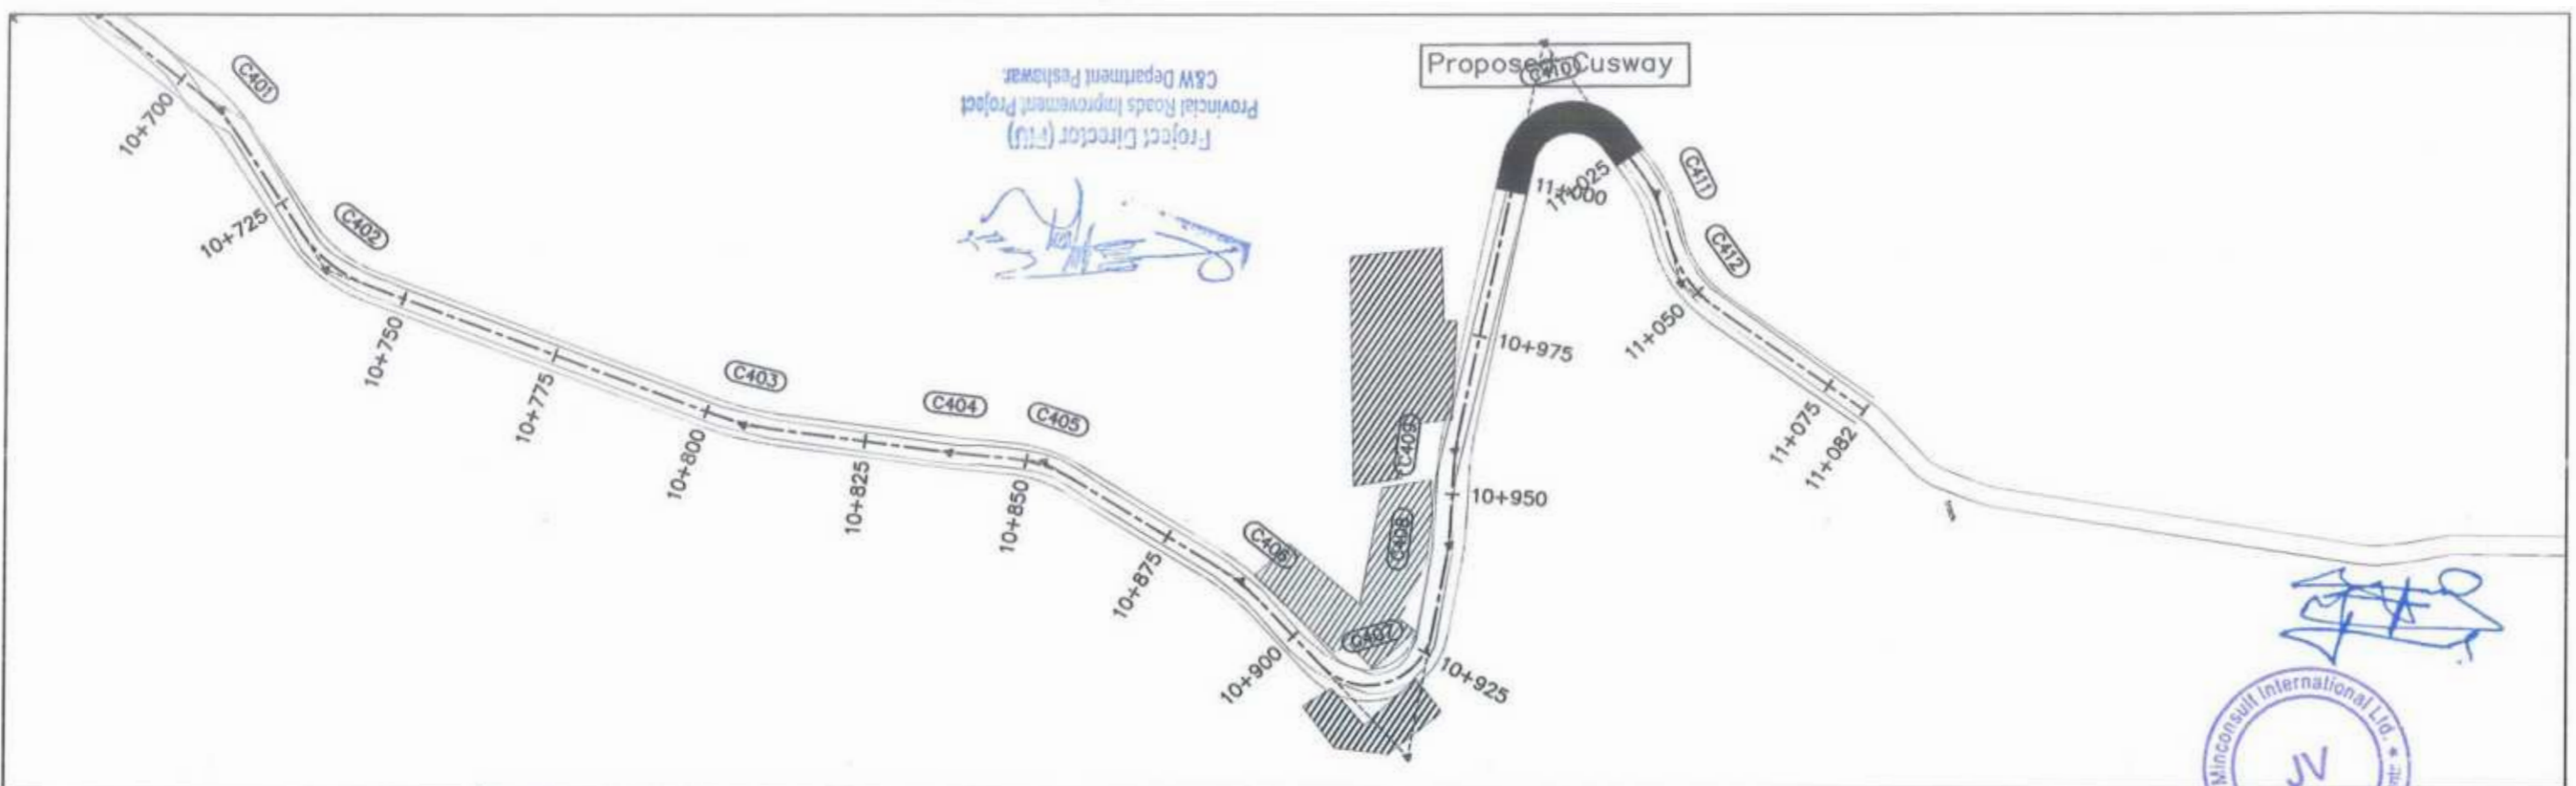 Proposed Cusway
C410
C401
10+700
C402
10+725
10+750
10+775
C403
10+800
C404
10+825
C405
10+850
10+875
C406
10+900
C407
10+925
C408
10+950
C409
10+975
11+000
11+025
C411
C412
11+050
11+075
11+082
Project Director (PIU)
Provincial Roads Improvement Project
C&W Department Peshawar.
Minconsult International Ltd. *
JV